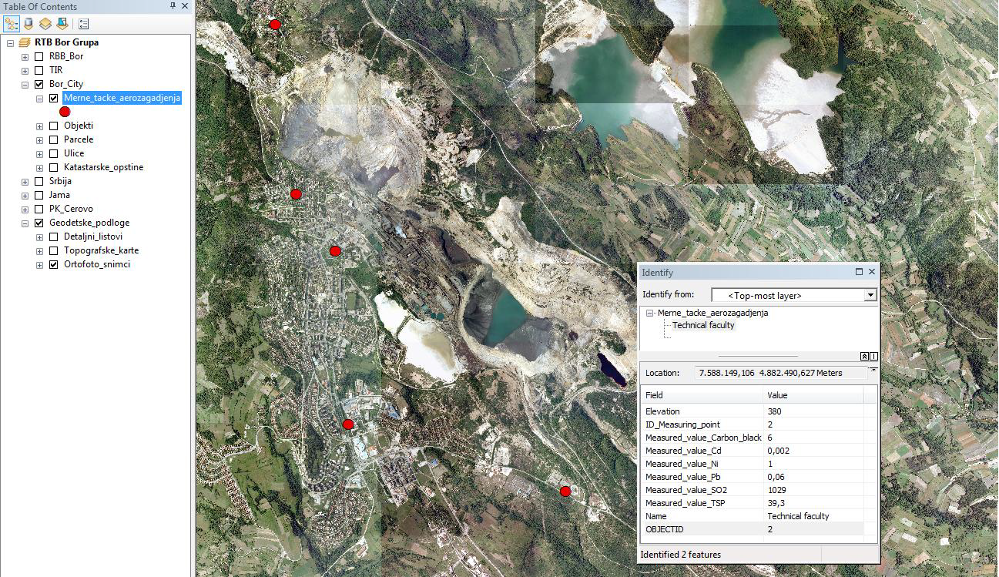 Table Of Contents
RTB Bor Grupa
RBB_Bor
TIR
Bor_City
Merne_tacke_aerozagadjenja
Objekti
Parcele
Ulice
Katastarske_opstine
Srbija
Jama
PK_Cerovo
Geodetske_podloge
Detaljni_listovi
Topografske_karte
Ortofoto_snimci
Identify
Identify from: <Top-most layer>
Merne_tacke_aerozagadjenja
Technical faculty
Location: 7.588.149,106 4.882.490,627 Meters
Field Value
Elevation 380
ID_Measuring_point 2
Measured_value_Carbon_black 6
Measured_value_Cd 0,002
Measured_value_Ni 1
Measured_value_Pb 0,06
Measured_value_SO2 1029
Measured_value_TSP 39,3
Name Technical faculty
OBJECTID 2
Identified 2 features